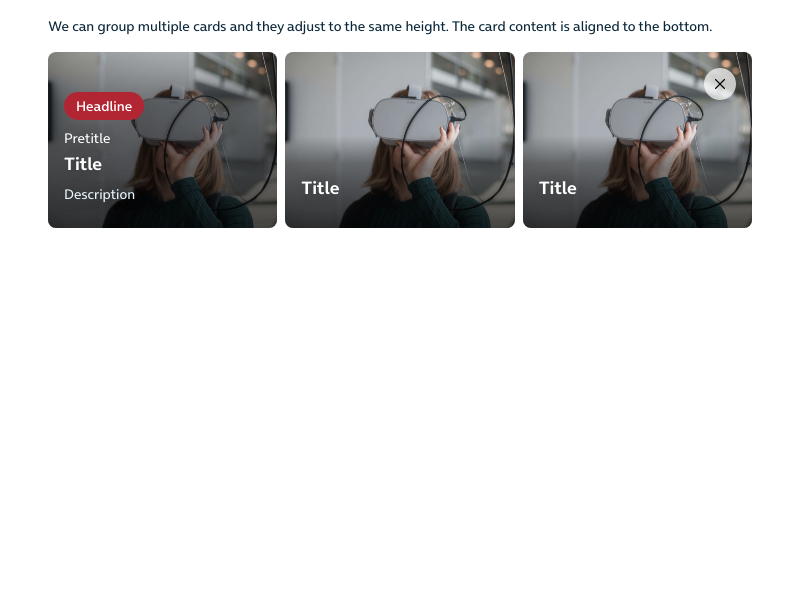 We can group multiple cards and they adjust to the same height. The card content is aligned to the bottom.
Headline
Pretitle
Title
Description
Title
Title